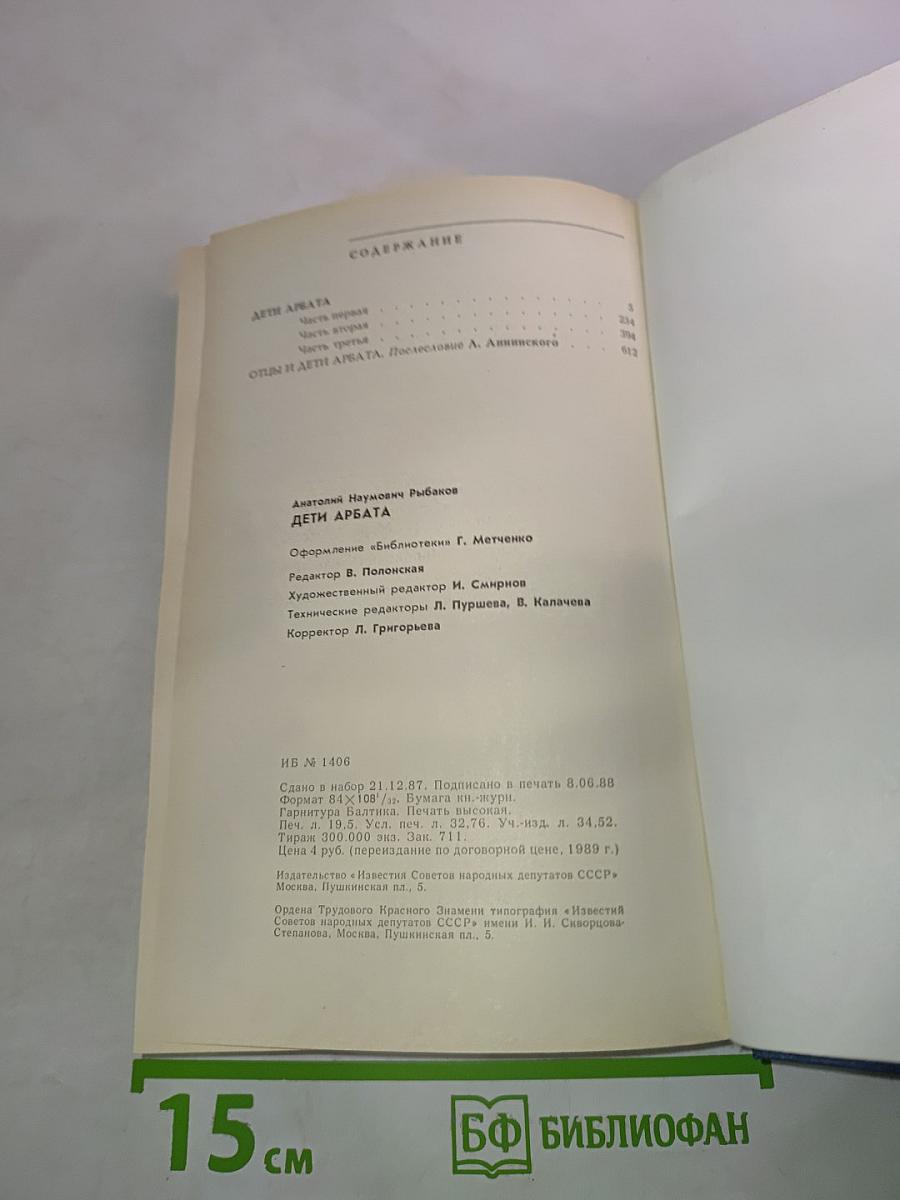 СОДЕРЖАНИЕ
ДЕТИ АРБАТА
Часть первая . . . . . . . . . . . . . . 3
Часть вторая . . . . . . . . . . . . . . 234
Часть третья . . . . . . . . . . . . . . 394
ОТЦЫ И ДЕТИ АРБАТА. Послесловие Л. Аннинского . . . 612
Анатолий Наумович Рыбаков
ДЕТИ АРБАТА
Оформление «Библиотеки» Г. Метченко
Редактор В. Полонская
Художественный редактор И. Смирнов
Технические редакторы Л. Пуршева, В. Калачева
Корректор Л. Григорьева
ИБ № 1406
Сдано в набор 21.12.87. Подписано в печать 8.06.88
Формат 84×108¹/₃₂. Бумага кн.-журн.
Гарнитура Балтика. Печать высокая.
Печ. л. 19,5. Усл. печ. л. 32,76. Уч.-изд. л. 34,52.
Тираж 300.000 экз. Зак. 711.
Цена 4 руб. (переиздание по договорной цене, 1989 г.)
Издательство «Известия Советов народных депутатов СССР»
Москва, Пушкинская пл., 5.
Ордена Трудового Красного Знамени типография «Известий
Советов народных депутатов СССР» имени И. И. Скворцова-
Степанова, Москва, Пушкинская пл., 5.
15 см
БФ БИБЛИОФАН